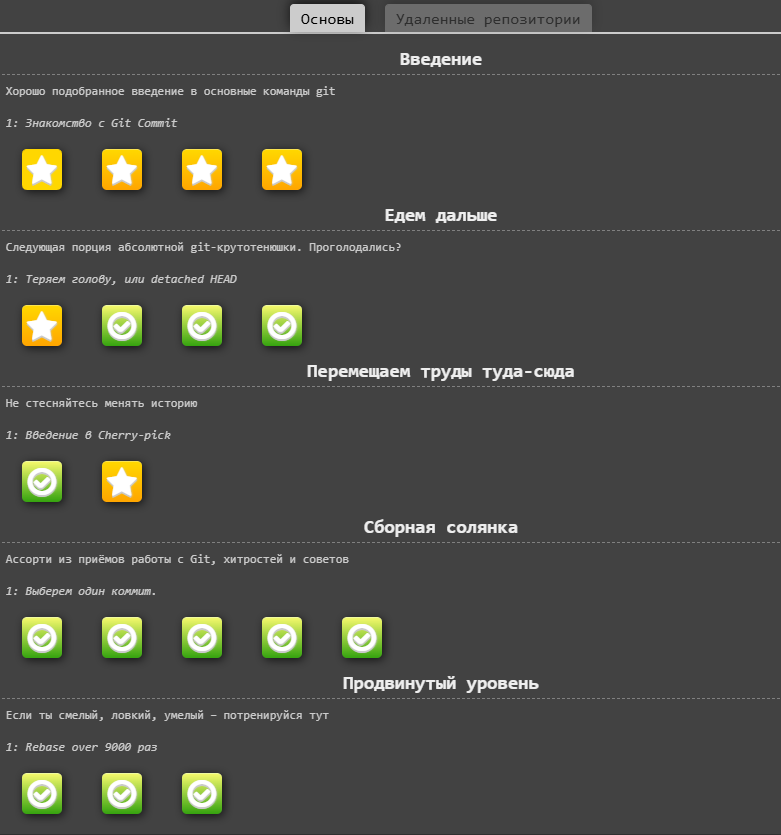 Основы Удаленные репозитории
Введение
Хорошо подобранное введение в основные команды git
1: Знакомство с Git Commit
Едем дальше
Следующая порция абсолютной git-крутотенюшки. Проголодались?
1: Теряем голову, или detached HEAD
Перемещаем труды туда-сюда
Не стесняйтесь менять историю
1: Введение в Cherry-pick
Сборная солянка
Ассорти из приёмов работы с Git, хитростей и советов
1: Выберем один коммит.
Продвинутый уровень
Если ты смелый, ловкий, умелый – потренируйся тут
1: Rebase over 9000 раз